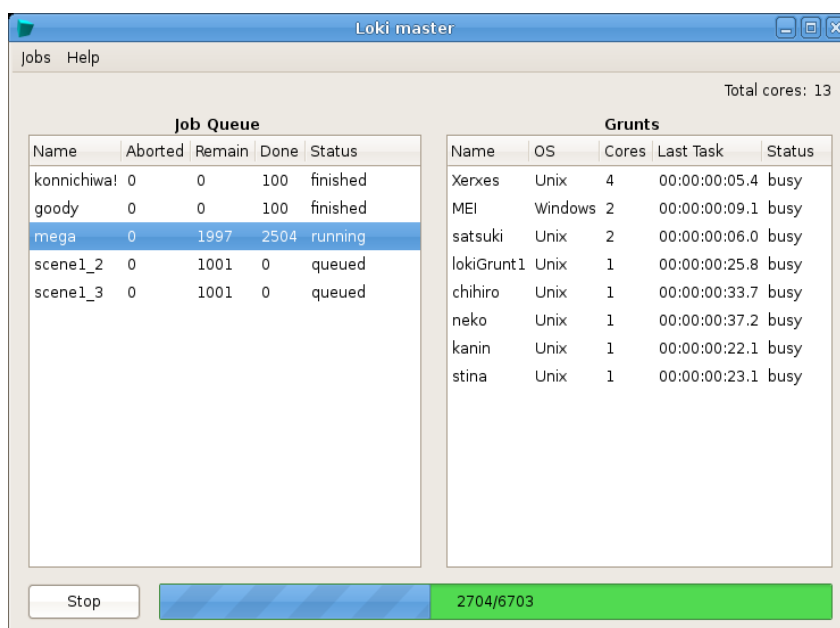 Loki master
Jobs Help
Total cores: 13
Job Queue
Name Aborted Remain Done Status
konnichiwa! 0 0 100 finished
goody 0 0 100 finished
mega 0 1997 2504 running
scene1_2 0 1001 0 queued
scene1_3 0 1001 0 queued
Grunts
Name OS Cores Last Task Status
Xerxes Unix 4 00:00:00:05.4 busy
MEI Windows 2 00:00:00:09.1 busy
satsuki Unix 2 00:00:00:06.0 busy
lokiGrunt1 Unix 1 00:00:00:25.8 busy
chihiro Unix 1 00:00:00:33.7 busy
neko Unix 1 00:00:00:37.2 busy
kanin Unix 1 00:00:00:22.1 busy
stina Unix 1 00:00:00:23.1 busy
Stop
2704/6703